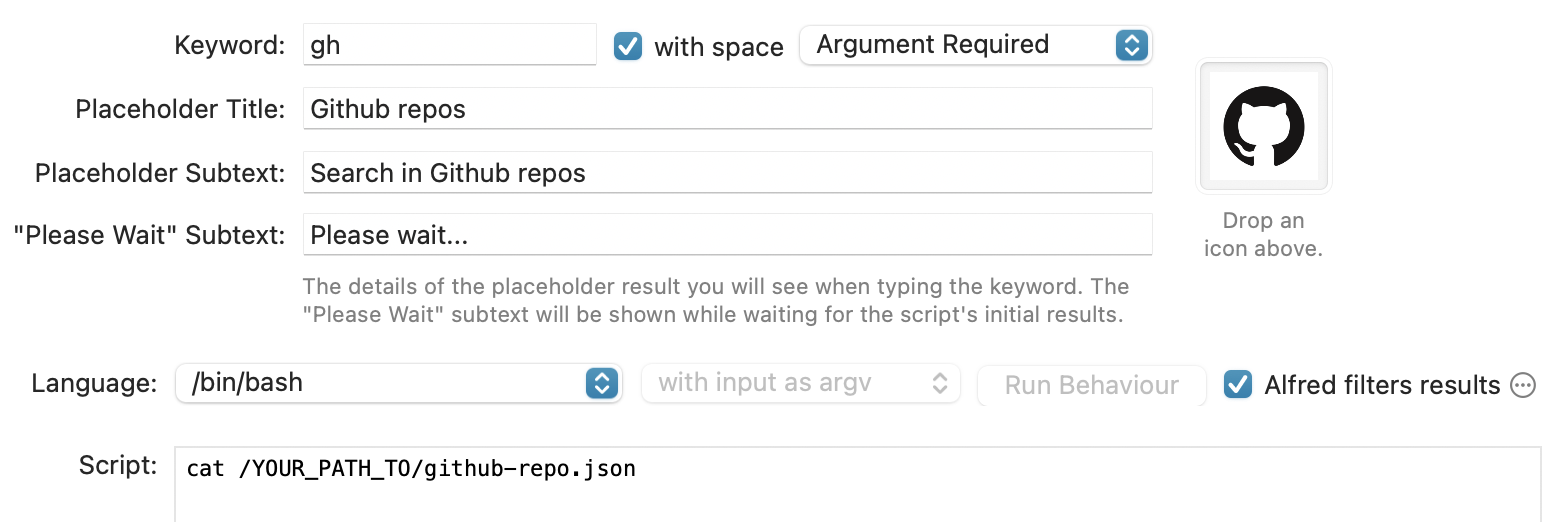 Keyword: gh with space Argument Required
Placeholder Title: Github repos
Placeholder Subtext: Search in Github repos
"Please Wait" Subtext: Please wait...
Drop an
icon above.
The details of the placeholder result you will see when typing the keyword. The
"Please Wait" subtext will be shown while waiting for the script's initial results.
Language: /bin/bash with input as argv Run Behaviour Alfred filters results
Script: cat /YOUR_PATH_TO/github-repo.json